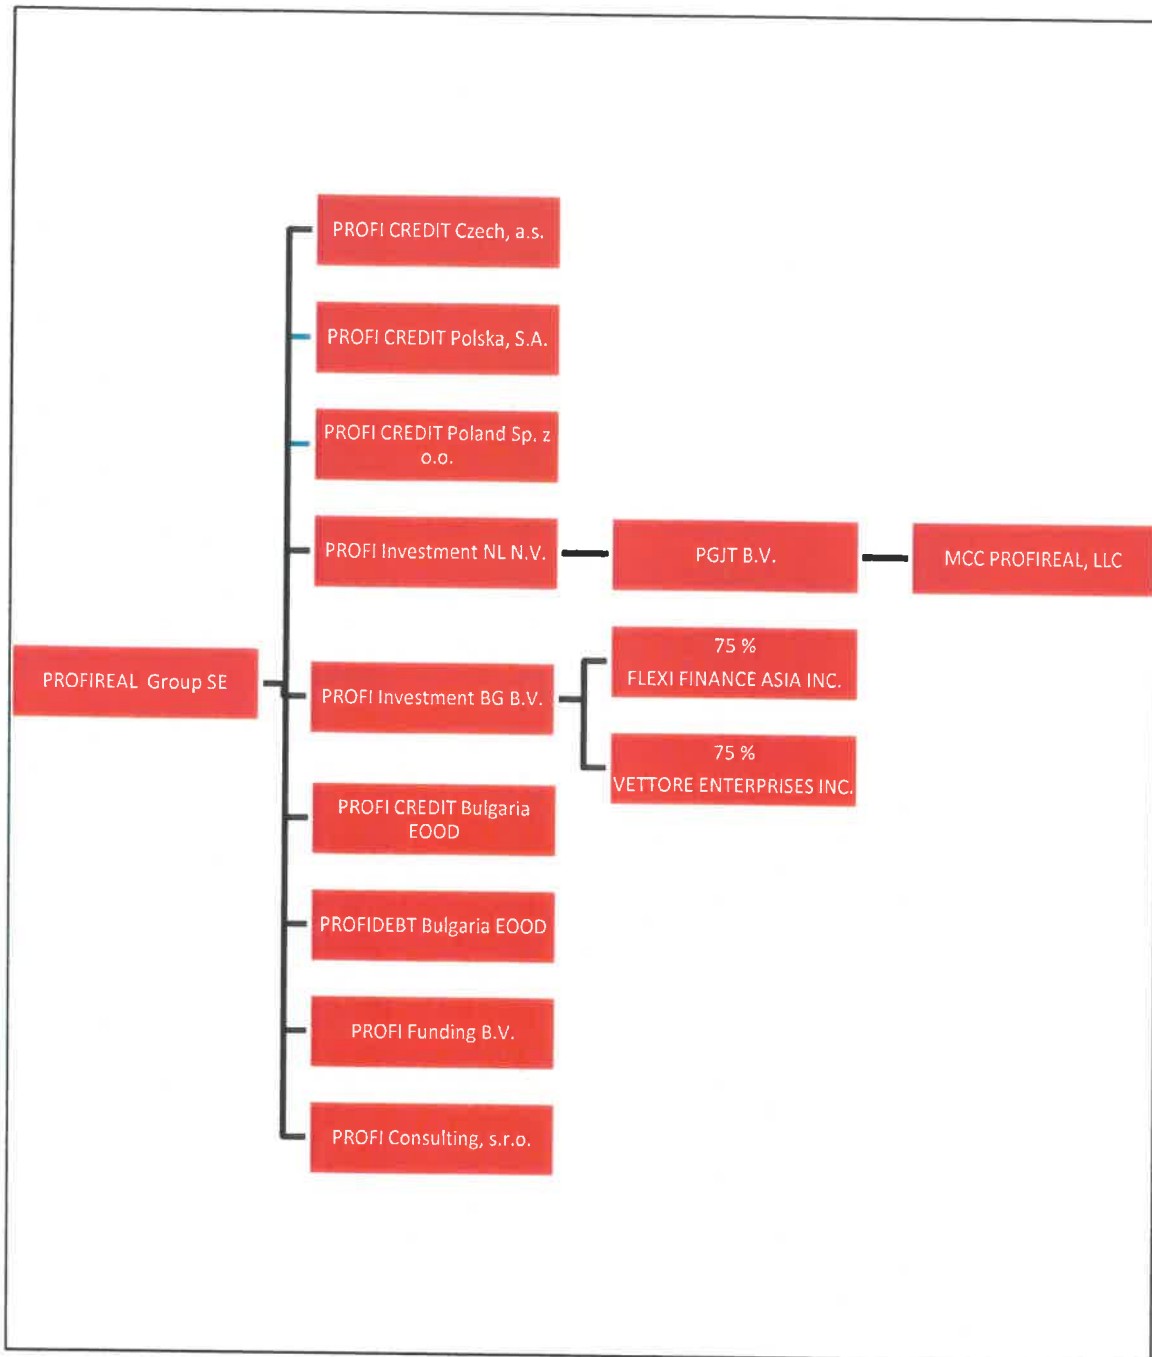 PROFI CREDIT Czech, a.s.
PROFI CREDIT Polska, S.A.
PROFI CREDIT Poland Sp. z
o.o.
PROFI Investment NL N.V.
PGJT B.V.
MCC PROFIREAL, LLC
PROFIREAL Group SE
PROFI Investment BG B.V.
75 %
FLEXI FINANCE ASIA INC.
75 %
VETTORE ENTERPRISES INC.
PROFI CREDIT Bulgaria
EOOD
PROFIDEBT Bulgaria EOOD
PROFI Funding B.V.
PROFI Consulting, s.r.o.